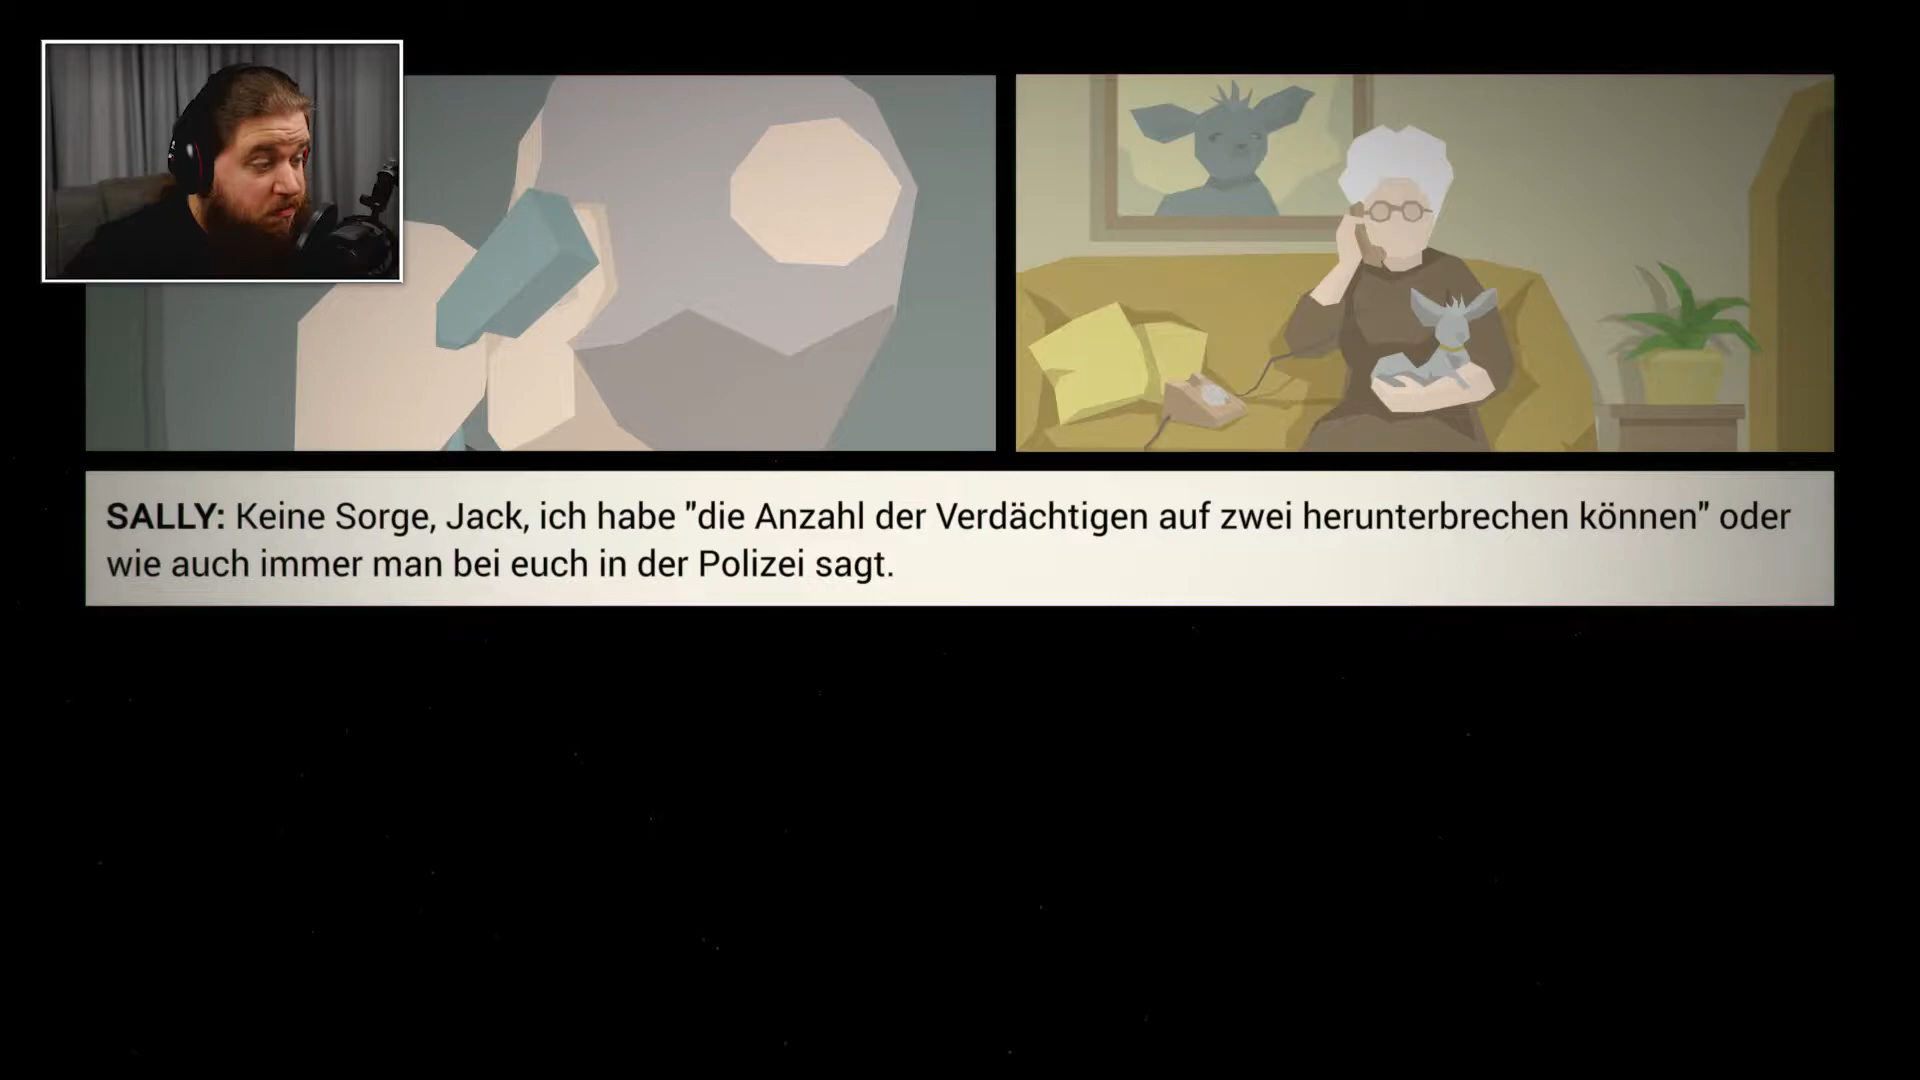 SALLY: Keine Sorge, Jack, ich habe "die Anzahl der Verdächtigen auf zwei herunterbrechen können" oder
wie auch immer man bei euch in der Polizei sagt.